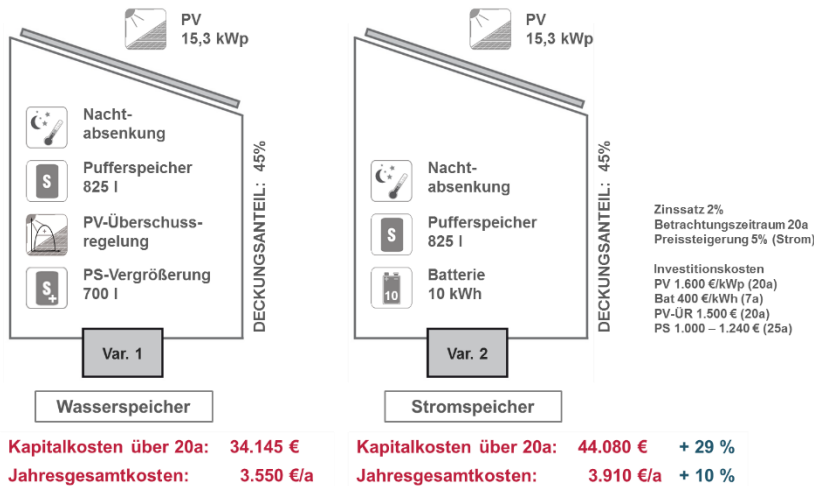 PV
15,3 kWp
Nacht-
absenkung
Pufferspeicher
825 l
S
PV-Überschuss-
regelung
PS-Vergrößerung
700 l
S+
DECKUNGSANTEIL: 45%
Var. 1
Wasserspeicher
Kapitalkosten über 20a: 34.145 €
Jahresgesamtkosten: 3.550 €/a
PV
15,3 kWp
Nacht-
absenkung
Pufferspeicher
825 l
S
Batterie
10 kWh
10
DECKUNGSANTEIL: 45%
Var. 2
Stromspeicher
Kapitalkosten über 20a: 44.080 € + 29 %
Jahresgesamtkosten: 3.910 €/a + 10 %
Zinssatz 2%
Betrachtungszeitraum 20a
Preissteigerung 5% (Strom)
Investitionskosten
PV 1.600 €/kWp (20a)
Bat 400 €/kWh (7a)
PV-ÜR 1.500 € (20a)
PS 1.000 – 1.240 € (25a)